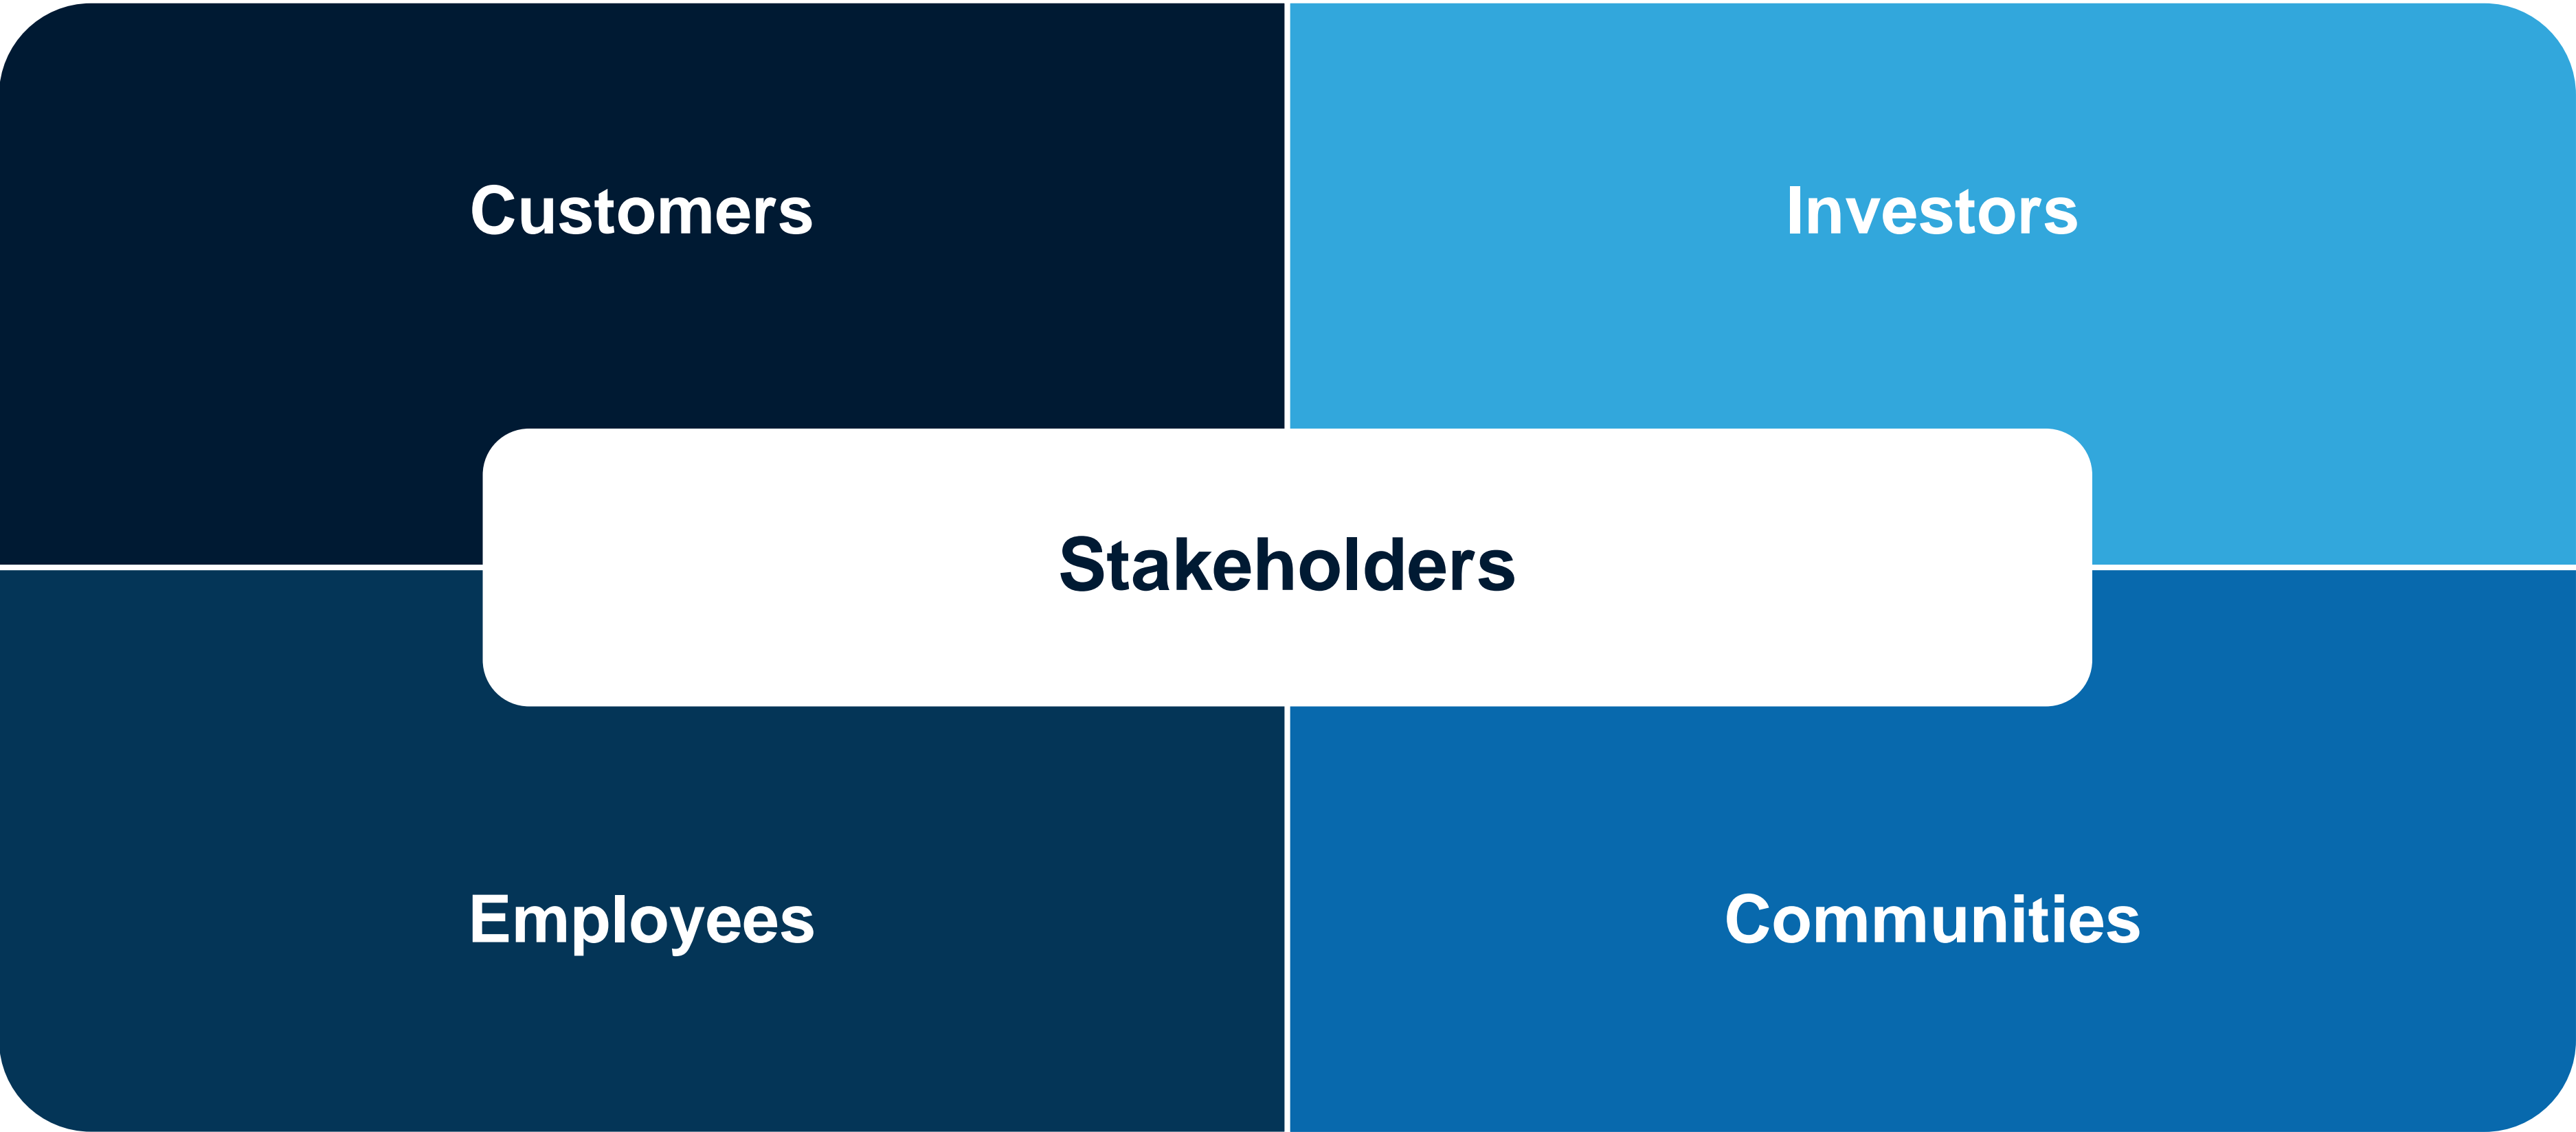 Customers
Investors
Stakeholders
Employees
Communities